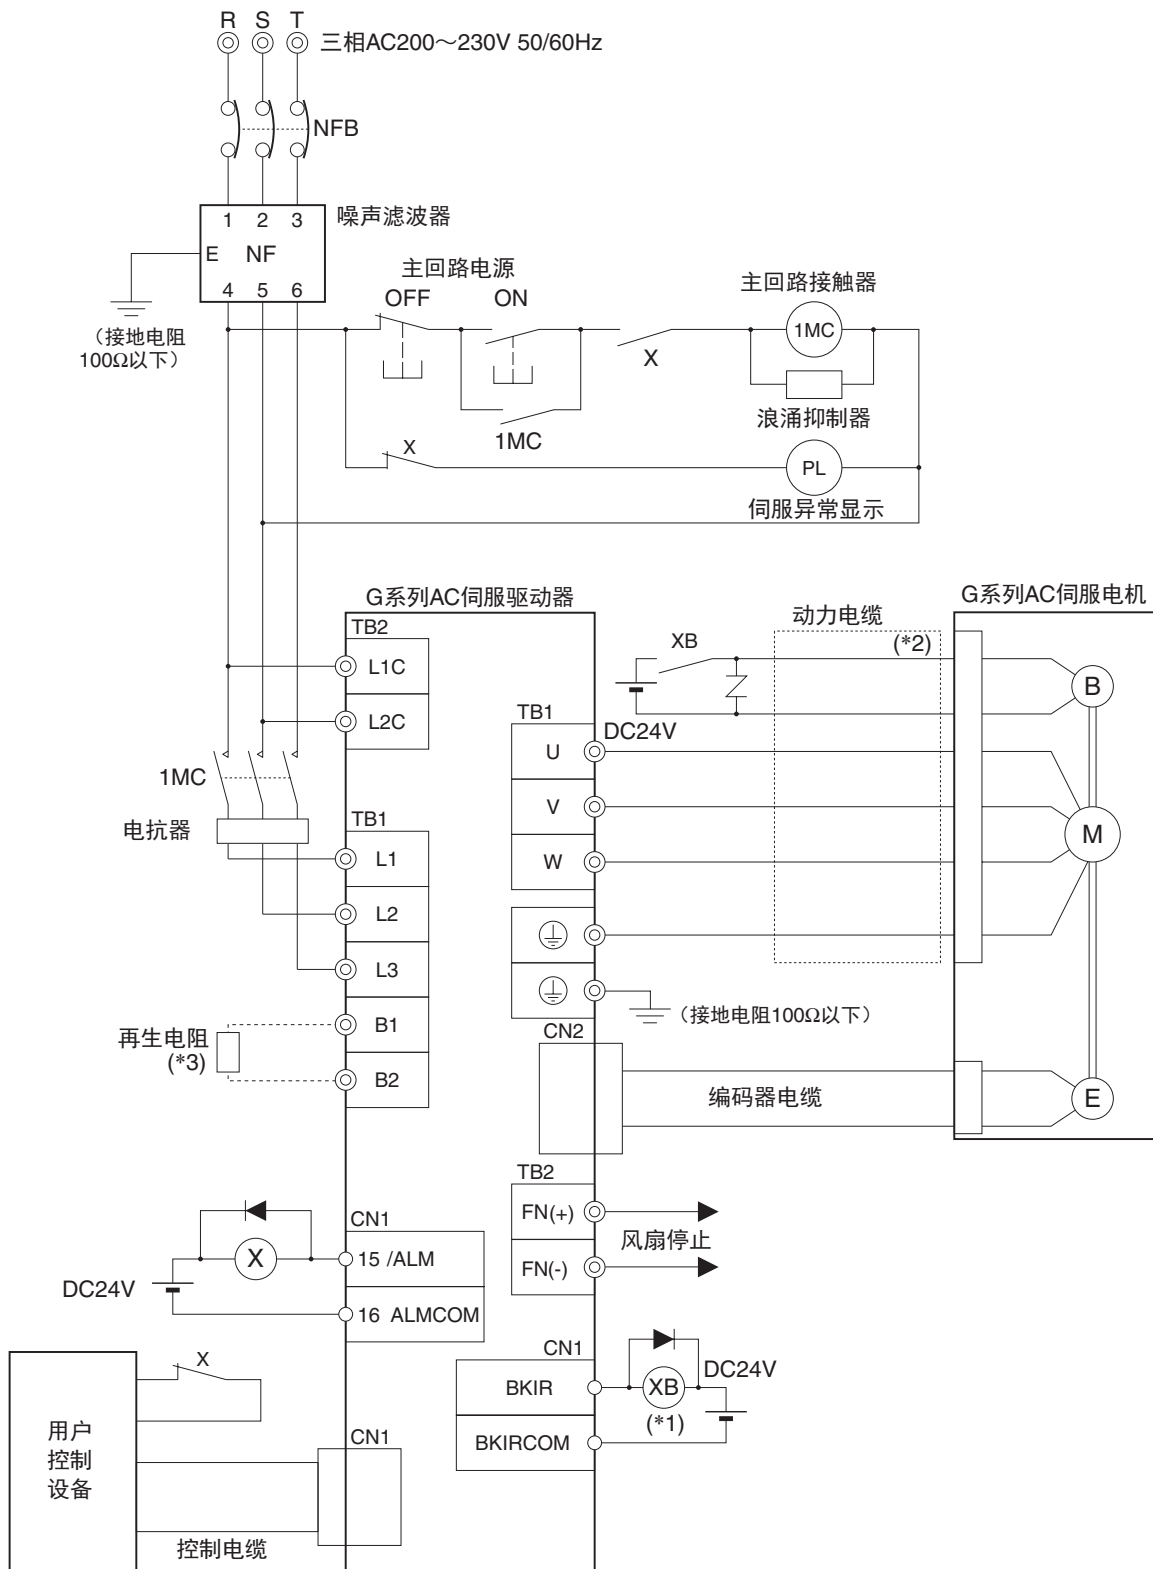 R S T
三相AC200～230V 50/60Hz
NFB
1 2 3
噪声滤波器
E NF
4 5 6
（接地电阻
100Ω以下）
主回路电源
OFF ON
主回路接触器
1MC
X
浪涌抑制器
1MC
X
PL
伺服异常显示
G系列AC伺服驱动器
G系列AC伺服电机
TB2
L1C
L2C
动力电缆
(*2)
XB
DC24V
B
TB1
U
V
W
M
1MC
电抗器
TB1
L1
L2
L3
B1
B2
再生电阻
(*3)
（接地电阻100Ω以下）
CN2
编码器电缆
E
TB2
FN(+)
FN(-)
风扇停止
CN1
X
15 /ALM
DC24V
16 ALMCOM
CN1
BKIR
XB
DC24V
(*1)
BKIRCOM
X
用户
控制
设备
CN1
控制电缆